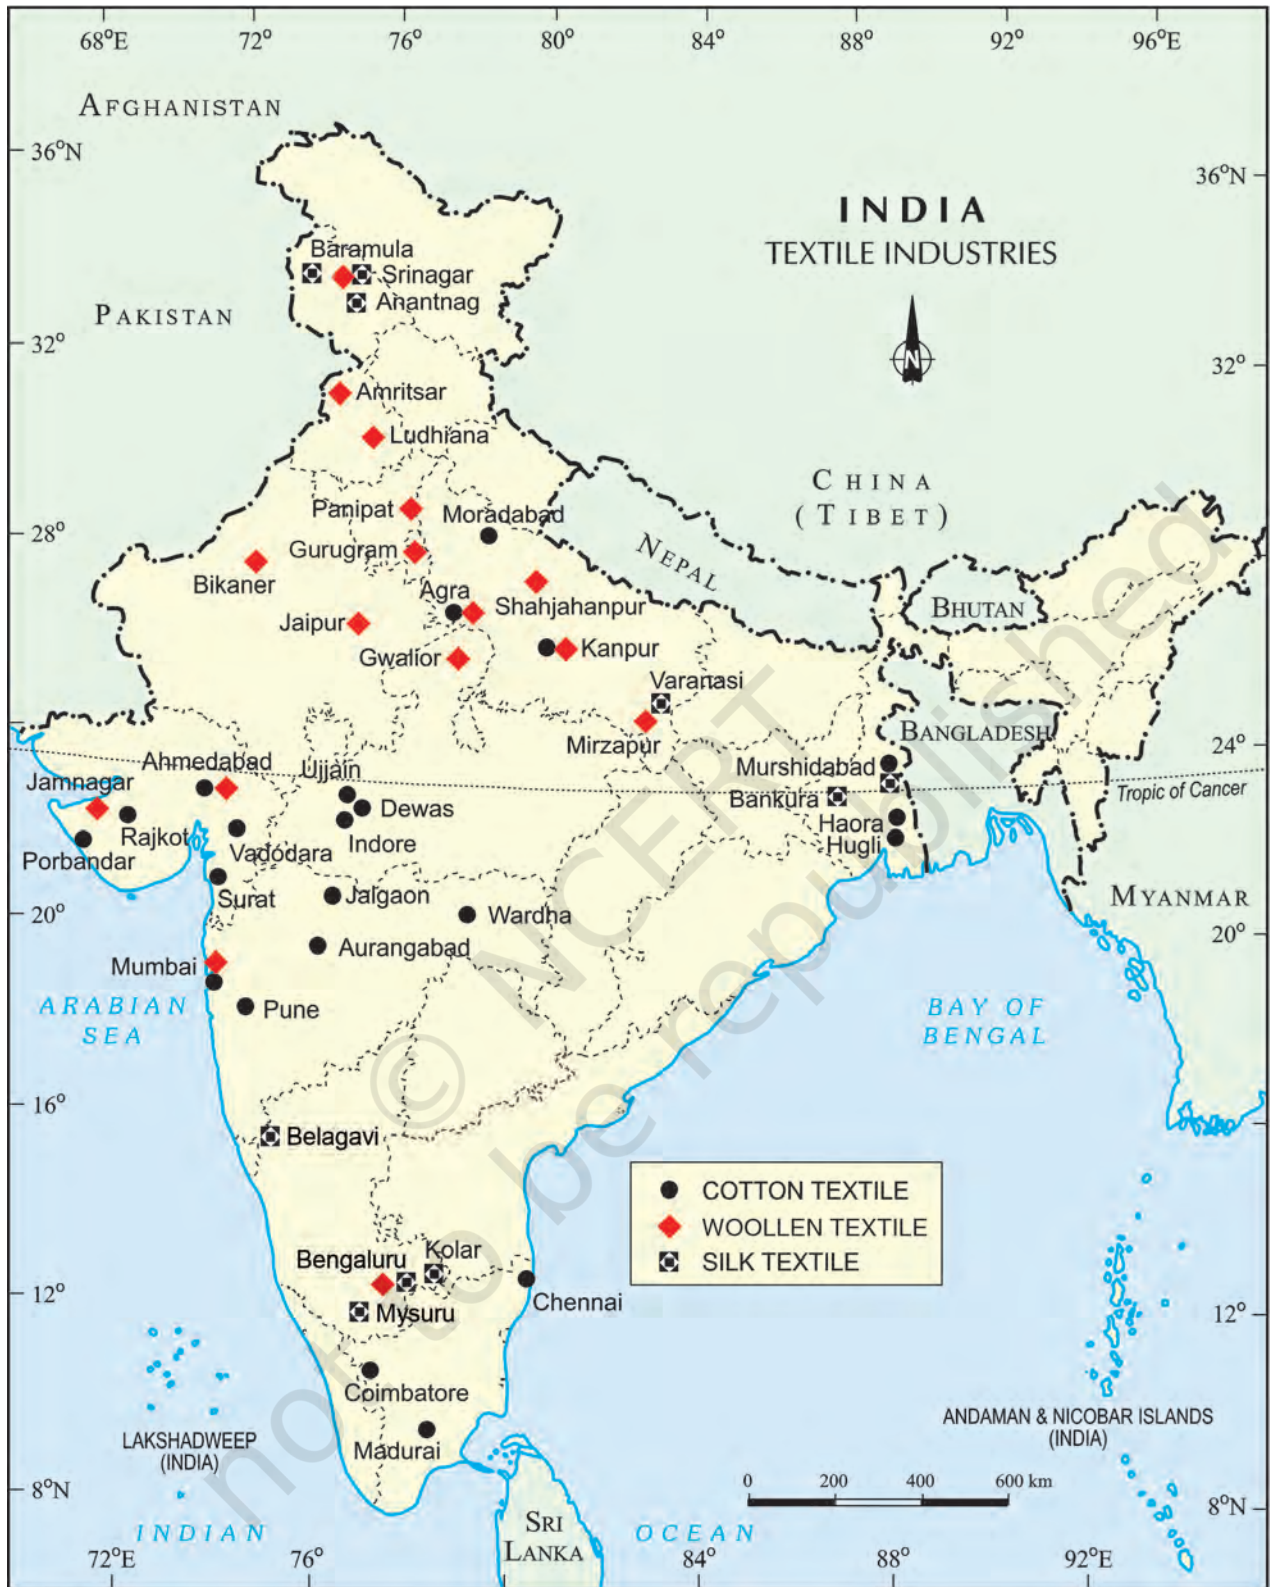 68°E 72° 76° 80° 84° 88° 92° 96°E
AFGHANISTAN
36°N
36°N
INDIA
TEXTILE INDUSTRIES
Baramula
Srinagar
Anantnag
PAKISTAN
N
32°
32°
Amritsar
Ludhiana
CHINA
(TIBET)
Panipat
Moradabad
28°
28°
Gurugram
NEPAL
Bikaner
Agra
Shahjahanpur
BHUTAN
Jaipur
Kanpur
Gwalior
Varanasi
Mirzapur
BANGLADESH
24°
Ahmedabad
Ujjain
Murshidabad
Jamnagar
Dewas
Bankura
Tropic of Cancer
Rajkot
Indore
Haora
Porbandar
Vadodara
Hugli
Surat
Jalgaon
MYANMAR
20°
Wardha
20°
Aurangabad
Mumbai
Pune
ARABIAN
SEA
BAY OF
BENGAL
© NCERT
not to be republished
16°
16°
Belagavi
COTTON TEXTILE
WOOLLEN TEXTILE
SILK TEXTILE
Bengaluru
Kolar
12°
Chennai
12°
Mysuru
Coimbatore
Madurai
LAKSHADWEEP
(INDIA)
ANDAMAN & NICOBAR ISLANDS
(INDIA)
0 200 400 600 km
8°N
8°N
SRI
LANKA
INDIAN OCEAN
72°E 76° 84° 88° 92°E